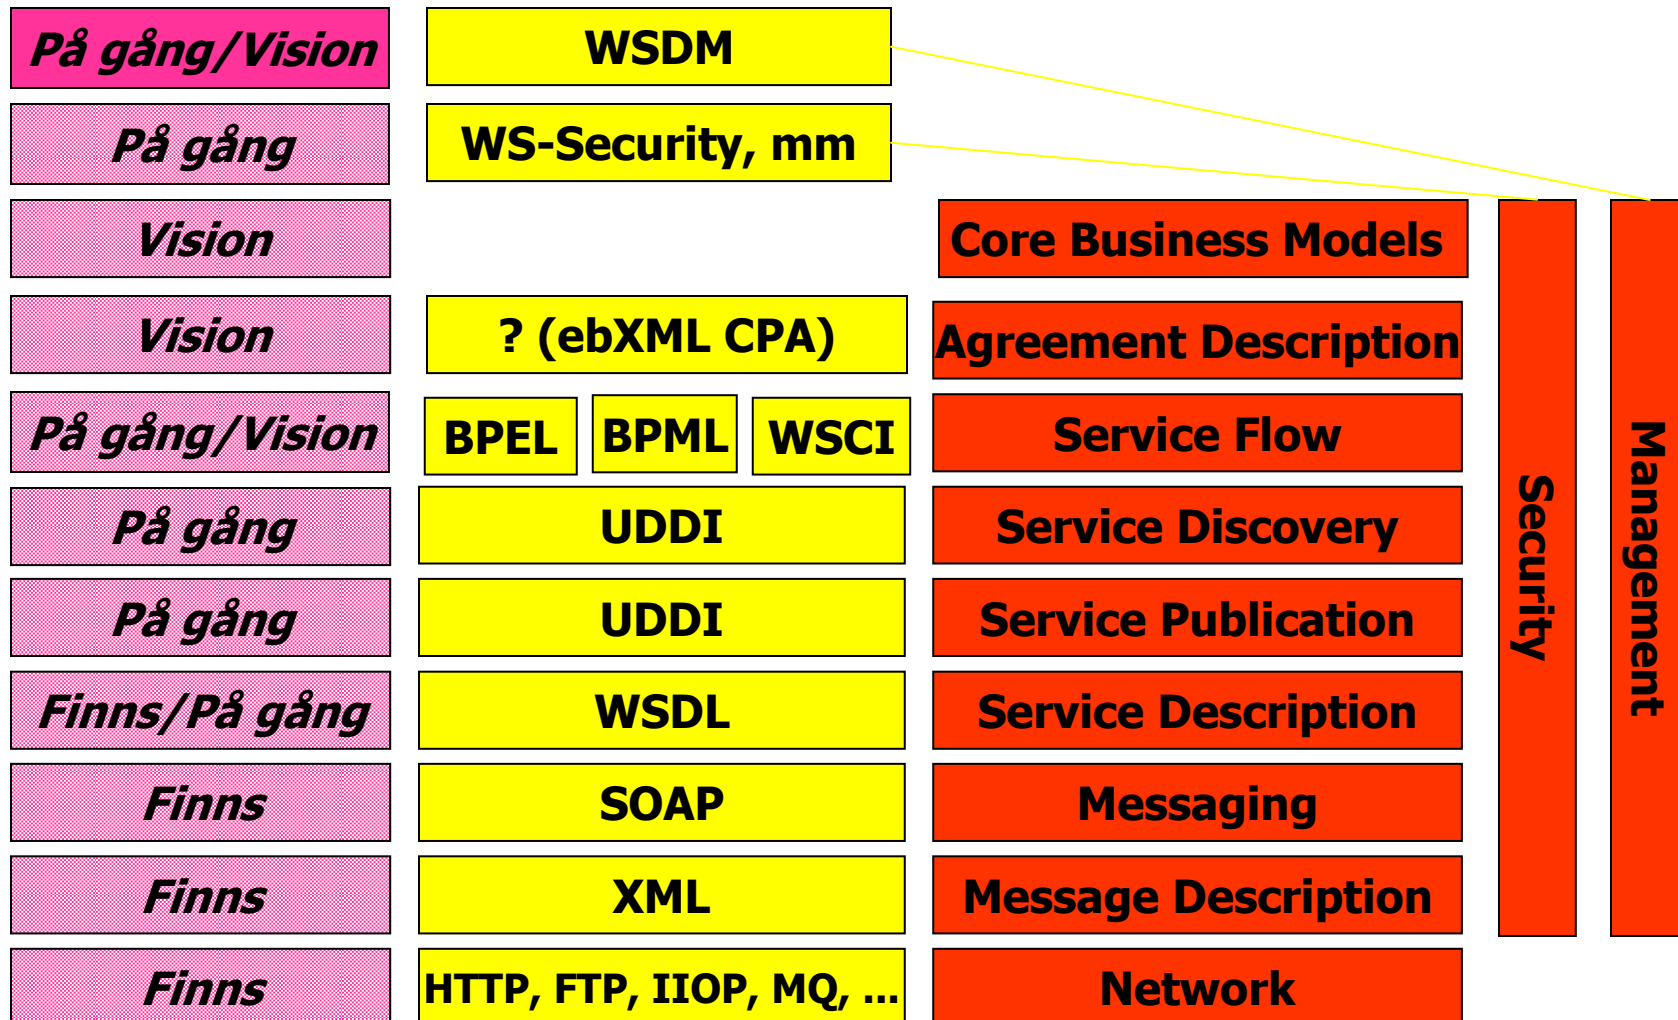 På gång/Vision
WSDM
På gång
WS-Security, mm
Vision
Core Business Models
Vision
? (ebXML CPA)
Agreement Description
På gång/Vision
BPEL
BPML
WSCI
Service Flow
På gång
UDDI
Service Discovery
På gång
UDDI
Service Publication
Finns/På gång
WSDL
Service Description
Finns
SOAP
Messaging
Finns
XML
Message Description
Finns
HTTP, FTP, IIOP, MQ, ...
Network
Security
Management